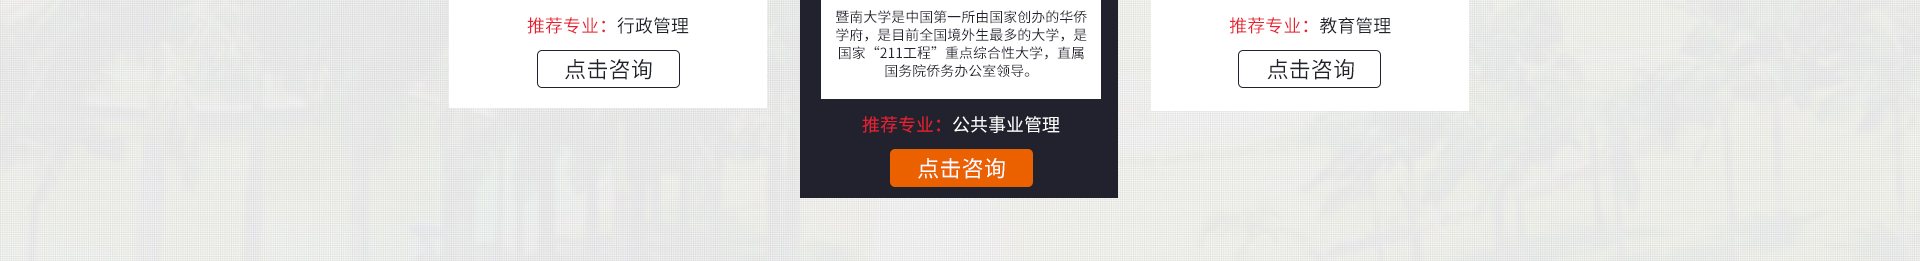 推荐专业：行政管理
点击咨询
暨南大学是中国第一所由国家创办的华侨
学府，是目前全国境外生最多的大学，是
国家“211工程”重点综合性大学，直属
国务院侨务办公室领导。
推荐专业：公共事业管理
点击咨询
推荐专业：教育管理
点击咨询